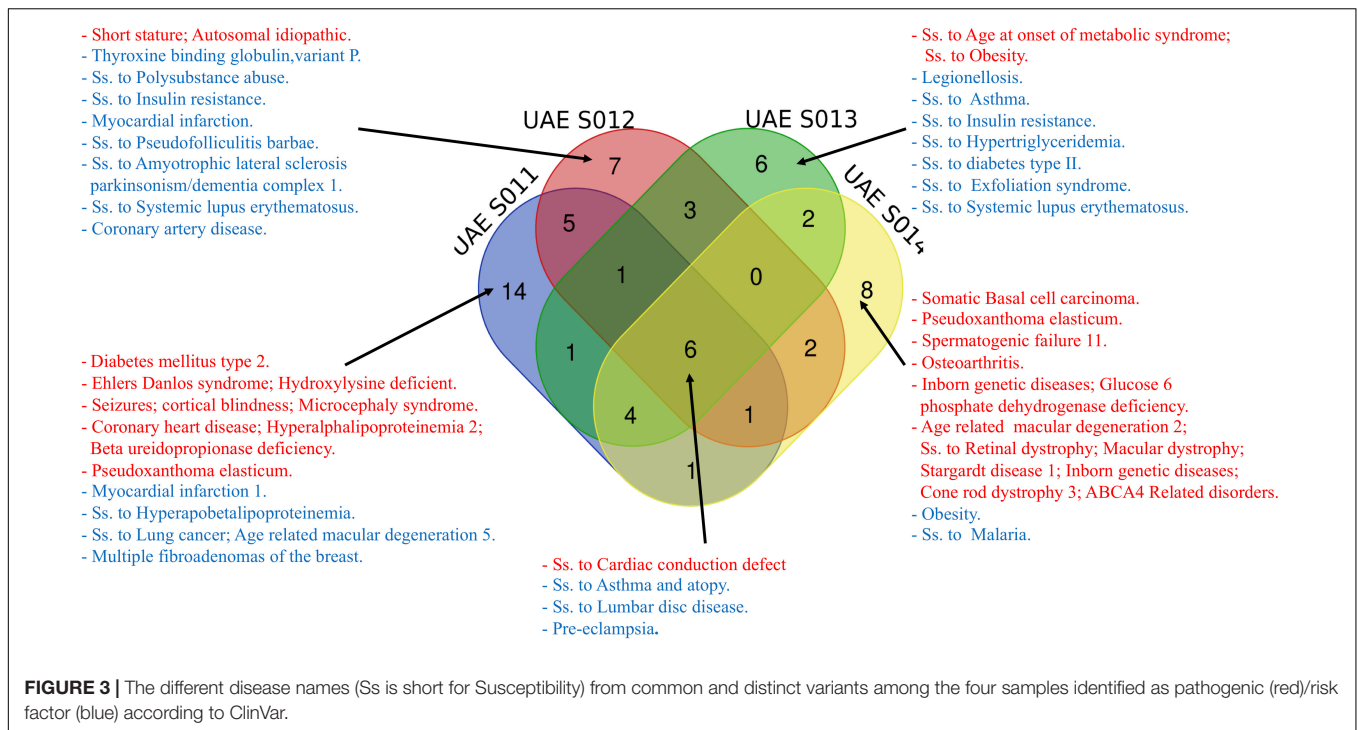 - Short stature; Autosomal idiopathic.
- Thyroxine binding globulin,variant P.
- Ss. to Polysubstance abuse.
- Ss. to Insulin resistance.
- Myocardial infarction.
- Ss. to Pseudofolliculitis barbae.
- Ss. to Amyotrophic lateral sclerosis
parkinsonism/dementia complex 1.
- Ss. to Systemic lupus erythematosus.
- Coronary artery disease.
- Ss. to Age at onset of metabolic syndrome;
Ss. to Obesity.
- Legionellosis.
- Ss. to Asthma.
- Ss. to Insulin resistance.
- Ss. to Hypertriglyceridemia.
- Ss. to diabetes type II.
- Ss. to Exfoliation syndrome.
- Ss. to Systemic lupus erythematosus.
UAE S011
UAE S012
UAE S013
UAE S014
7
6
5
3
2
14
1
0
8
1
6
2
4
1
1
- Diabetes mellitus type 2.
- Ehlers Danlos syndrome; Hydroxylysine deficient.
- Seizures; cortical blindness; Microcephaly syndrome.
- Coronary heart disease; Hyperalphalipoproteinemia 2;
Beta ureidopropionase deficiency.
- Pseudoxanthoma elasticum.
- Myocardial infarction 1.
- Ss. to Hyperapobetalipoproteinemia.
- Ss. to Lung cancer; Age related macular degeneration 5.
- Multiple fibroadenomas of the breast.
- Somatic Basal cell carcinoma.
- Pseudoxanthoma elasticum.
- Spermatogenic failure 11.
- Osteoarthritis.
- Inborn genetic diseases; Glucose 6
phosphate dehydrogenase deficiency.
- Age related macular degeneration 2;
Ss. to Retinal dystrophy; Macular dystrophy;
Stargardt disease 1; Inborn genetic diseases;
Cone rod dystrophy 3; ABCA4 Related disorders.
- Obesity.
- Ss. to Malaria.
- Ss. to Cardiac conduction defect
- Ss. to Asthma and atopy.
- Ss. to Lumbar disc disease.
- Pre-eclampsia.
FIGURE 3 | The different disease names (Ss is short for Susceptibility) from common and distinct variants among the four samples identified as pathogenic (red)/risk
factor (blue) according to ClinVar.